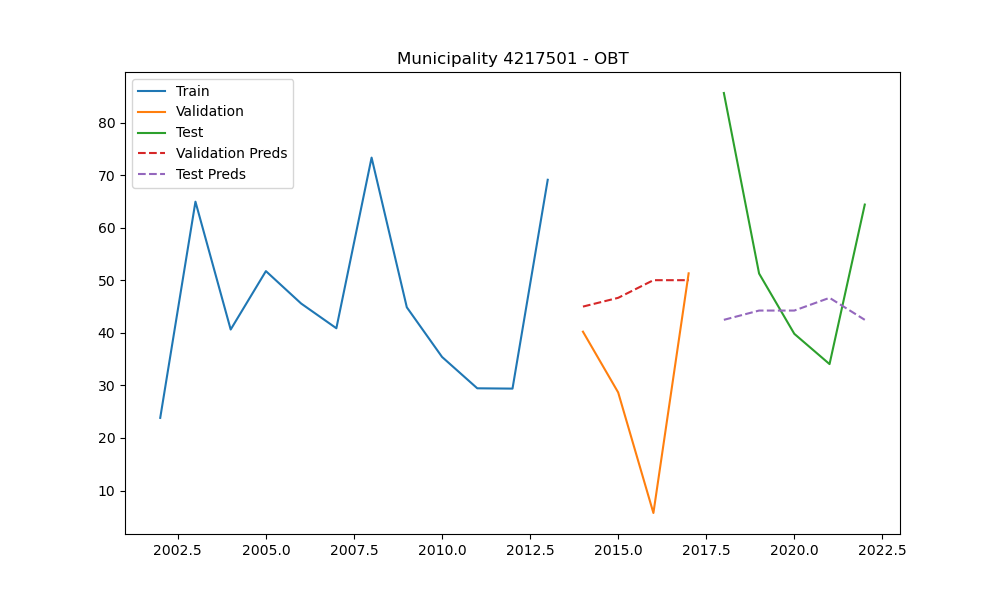 Municipality 4217501 - OBT
Train
Validation
Test
Validation Preds
Test Preds
80
70
60
50
40
30
20
10
2002.5 2005.0 2007.5 2010.0 2012.5 2015.0 2017.5 2020.0 2022.5